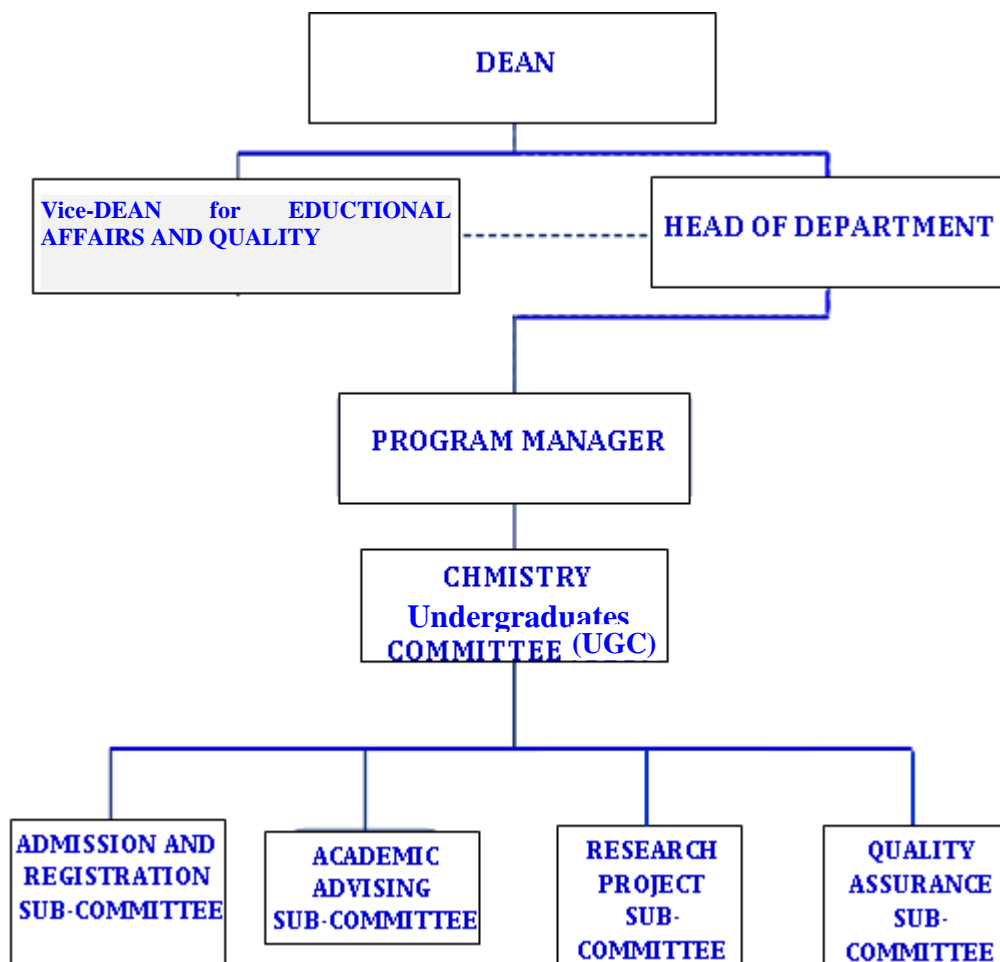 DEAN
Vice-DEAN for EDUCTIONAL
AFFAIRS AND QUALITY
HEAD OF DEPARTMENT
PROGRAM MANAGER
CHMISTRY
Undergraduates
COMMITTEE (UGC)
ADMISSION AND
REGISTRATION
SUB-COMMITTEE
ACADEMIC
ADVISING
SUB-COMMITTEE
RESEARCH
PROJECT
SUB-
COMMITTEE
QUALITY
ASSURANCE
SUB-
COMMITTEE